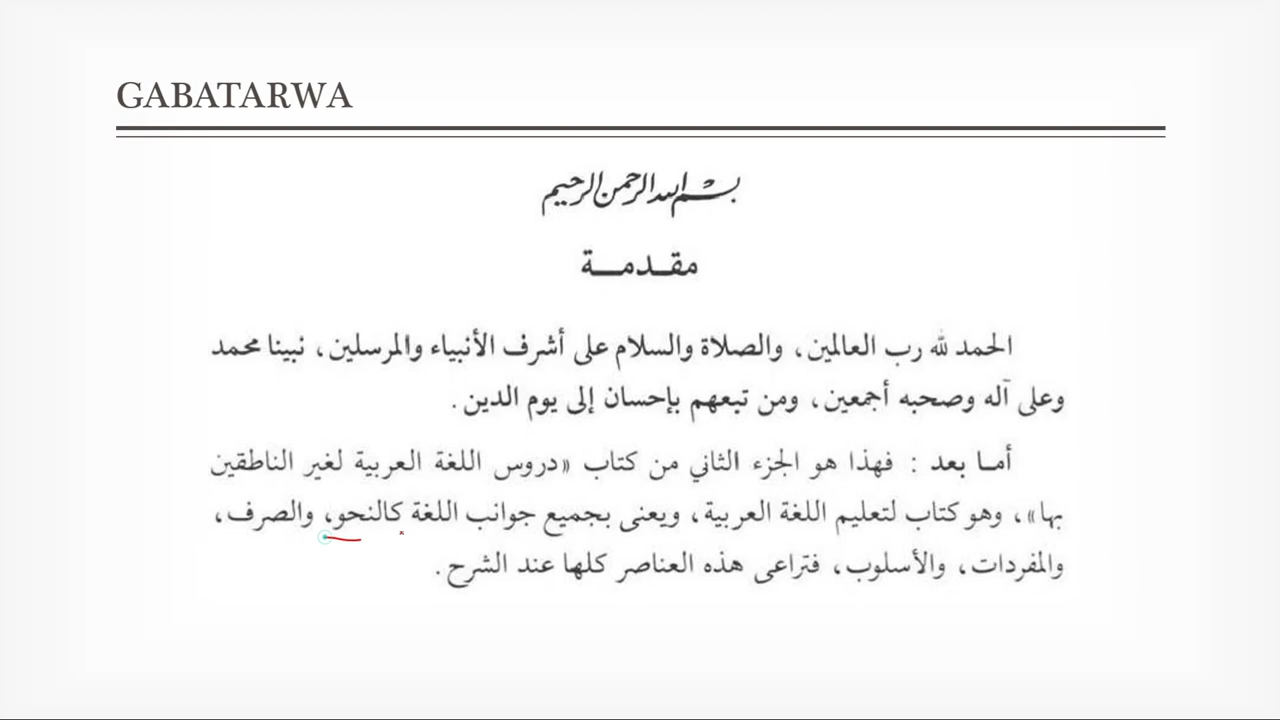 GABATARWA
بسم الله الرحمن الرحيم
مقدمة
الحمد لله رب العالمين، والصلاة والسلام على أشرف الأنبياء والمرسلين، نبينا محمد
وعلى آله وصحبه أجمعين، ومن تبعهم بإحسان إلى يوم الدين.
أما بعد : فهذا هو الجزء الثاني من كتاب «دروس اللغة العربية لغير الناطقين
بها»، وهو كتاب لتعليم اللغة العربية، ويعنى بجميع جوانب اللغة كالنحو، والصرف،
والمفردات، والأسلوب، فتراعى هذه العناصر كلها عند الشرح.